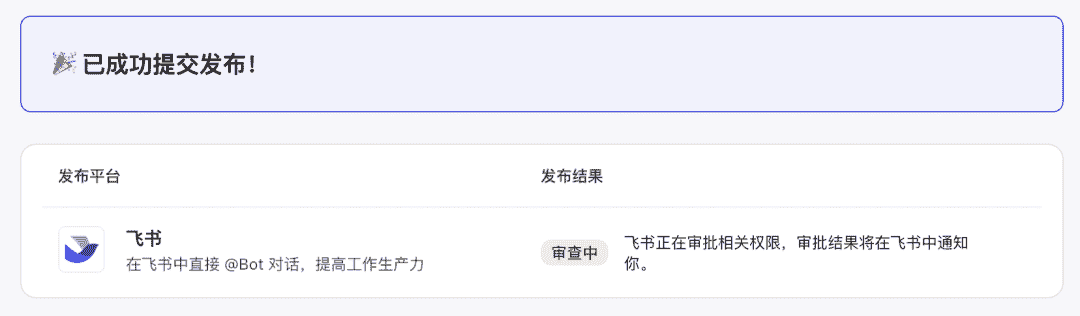 已成功提交发布!
发布平台
发布结果
飞书
在飞书中直接 @Bot 对话，提高工作生产力
审查中
飞书正在审批相关权限，审批结果将在飞书中通知
你。